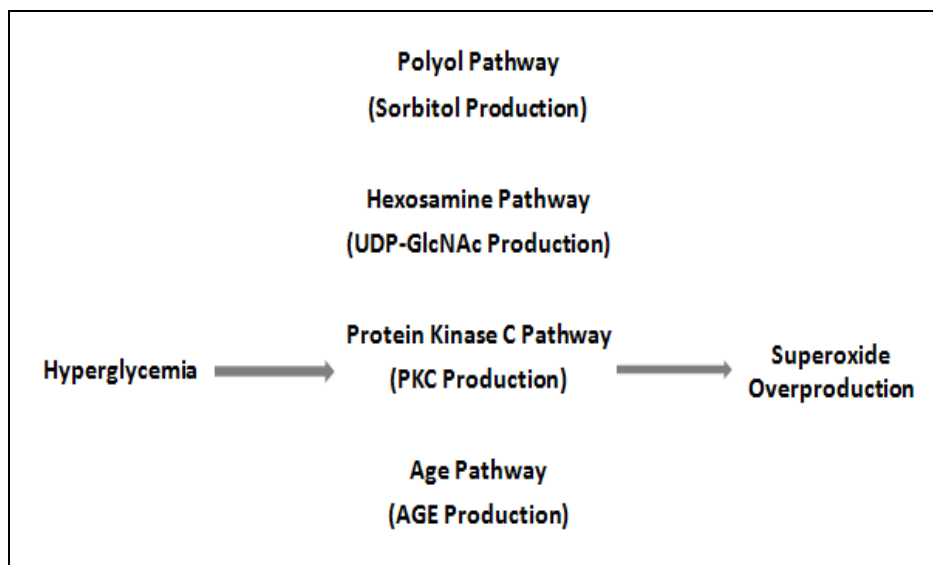 Polyol Pathway
(Sorbitol Production)
Hexosamine Pathway
(UDP-GlcNAc Production)
Hyperglycemia
Protein Kinase C Pathway
(PKC Production)
Superoxide
Overproduction
Age Pathway
(AGE Production)